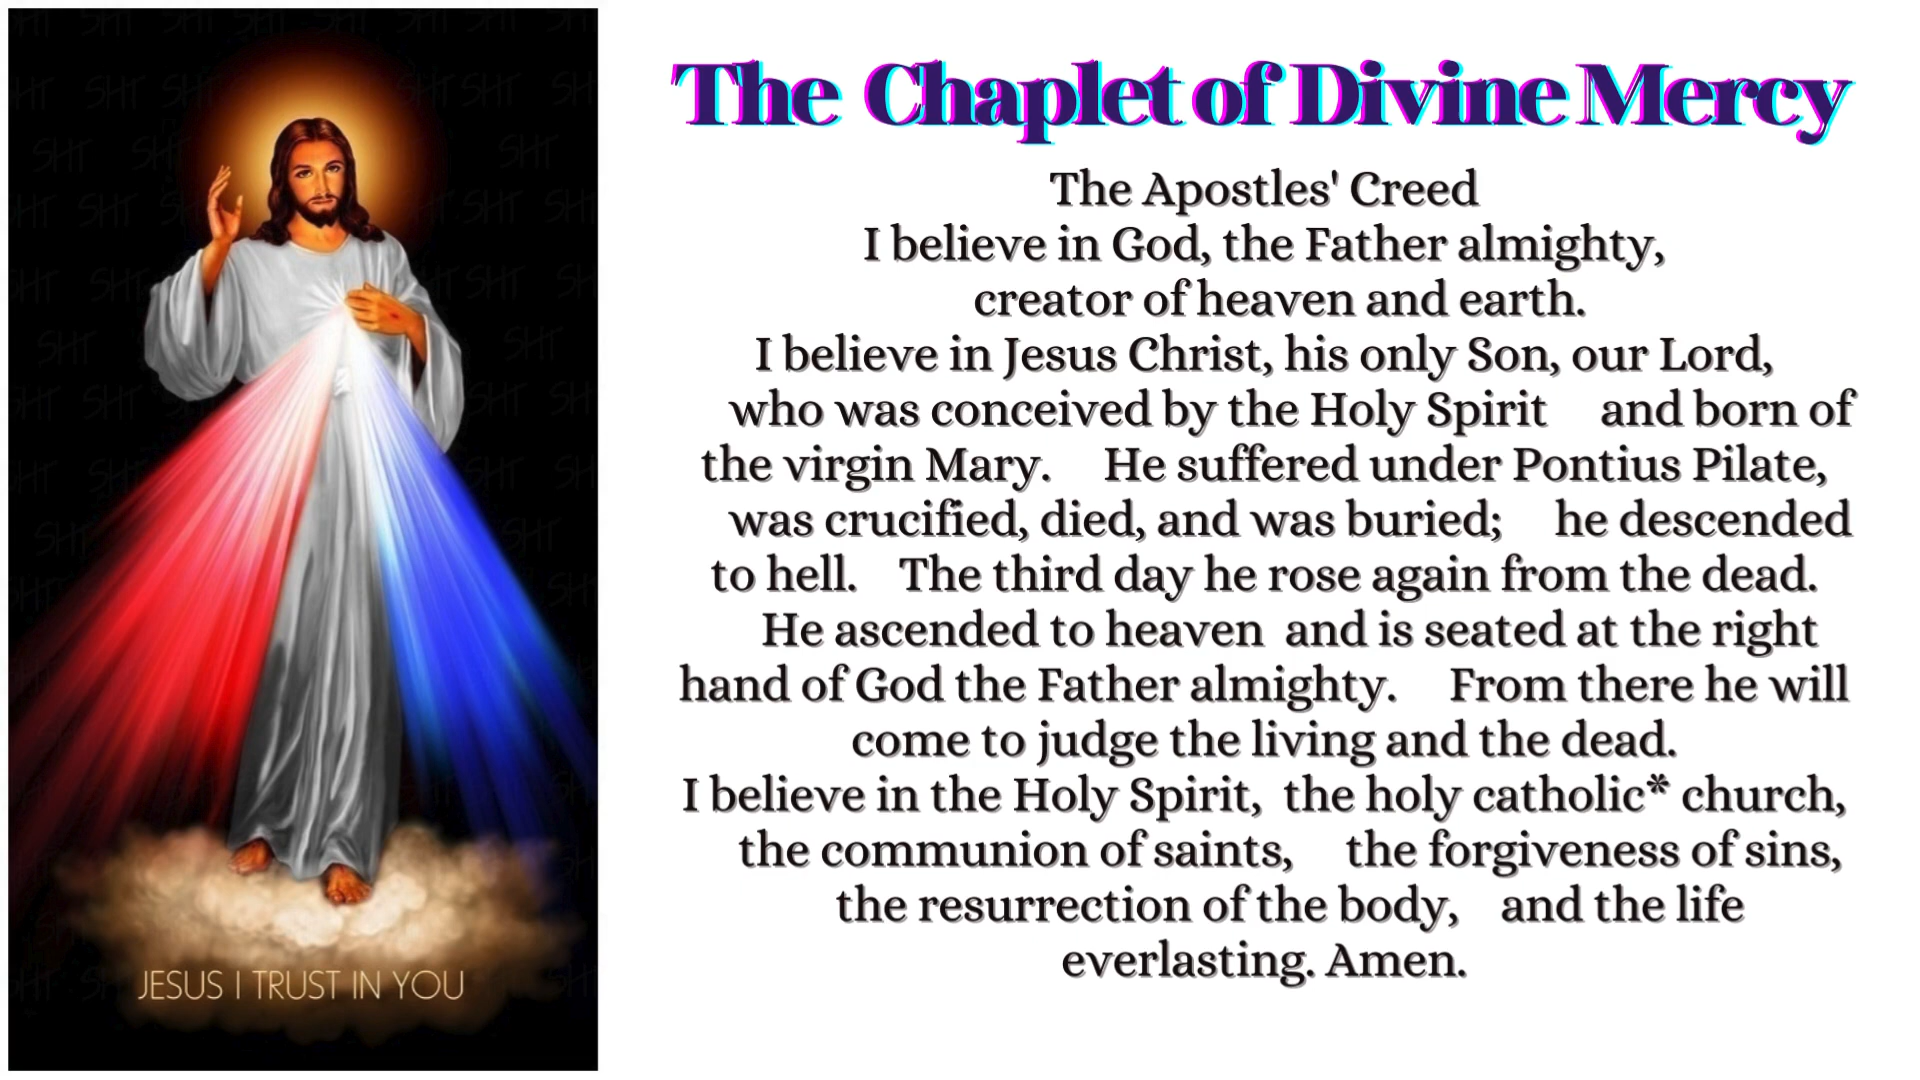 The Chaplet of Divine Mercy
The Apostles' Creed
I believe in God, the Father almighty,
creator of heaven and earth.
I believe in Jesus Christ, his only Son, our Lord,
who was conceived by the Holy Spirit and born of
the virgin Mary. He suffered under Pontius Pilate,
was crucified, died, and was buried; he descended
to hell. The third day he rose again from the dead.
He ascended to heaven and is seated at the right
hand of God the Father almighty. From there he will
come to judge the living and the dead.
I believe in the Holy Spirit, the holy catholic* church,
the communion of saints, the forgiveness of sins,
the resurrection of the body, and the life
everlasting. Amen.
JESUS I TRUST IN YOU